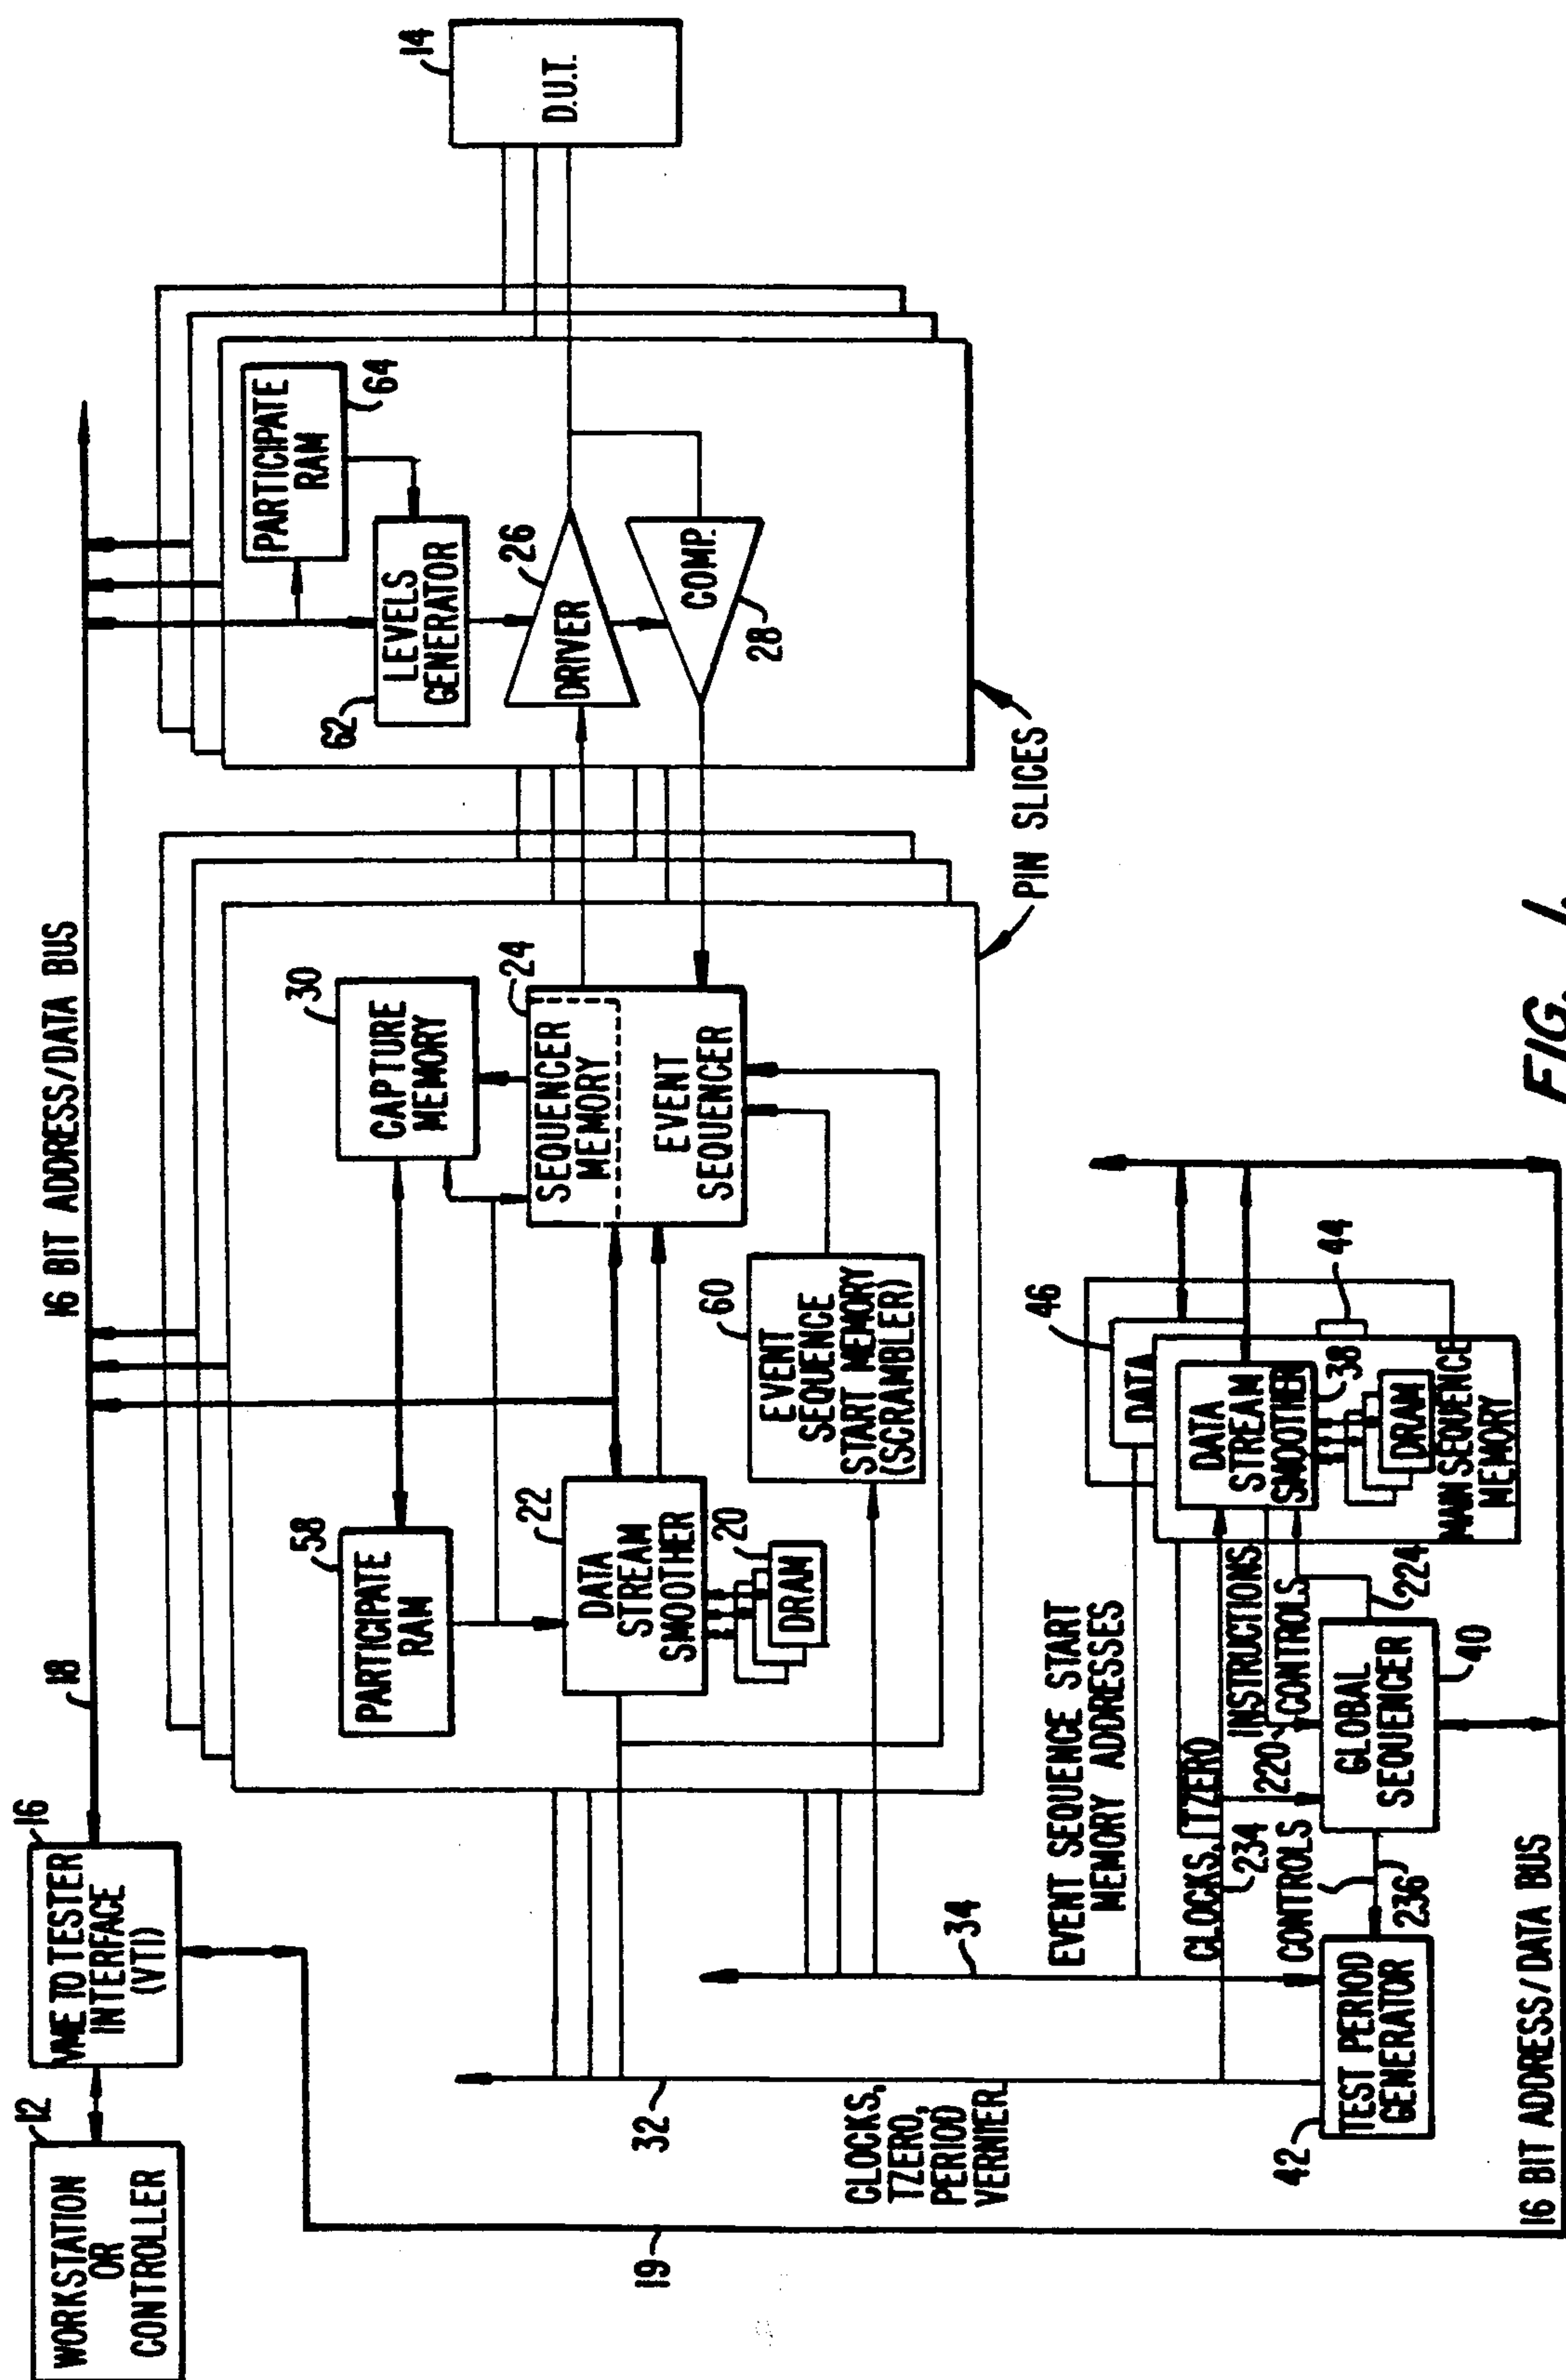 WORKSTATION
OR
CONTROLLER
12
VME TO TESTER
INTERFACE
(VTI)
16
18
16 BIT ADDRESS/DATA BUS
19
PARTICIPATE
RAM
58
CAPTURE
MEMORY
30
DATA
STREAM
SMOOTHER
22
20
DRAM
SEQUENCER
MEMORY
24
EVENT
SEQUENCER
EVENT
SEQUENCE
START MEMORY
(SCRAMBLER)
60
PARTICIPATE
RAM
64
LEVELS
GENERATOR
62
DRIVER
26
COMP.
28
D.U.T.
14
PIN SLICES
32
CLOCKS,
TZERO,
PERIOD
VERNIER
34
EVENT SEQUENCE START
MEMORY ADDRESSES
CLOCKS, TZERO
234
CONTROLS
236
TEST PERIOD
GENERATOR
42
INSTRUCTIONS
220
CONTROLS
224
GLOBAL
SEQUENCER
40
46
DATA
DATA
STREAM
SMOOTHER
38
44
DRAM
MAIN SEQUENCE
MEMORY
16 BIT ADDRESS/DATA BUS
FIG. 1.